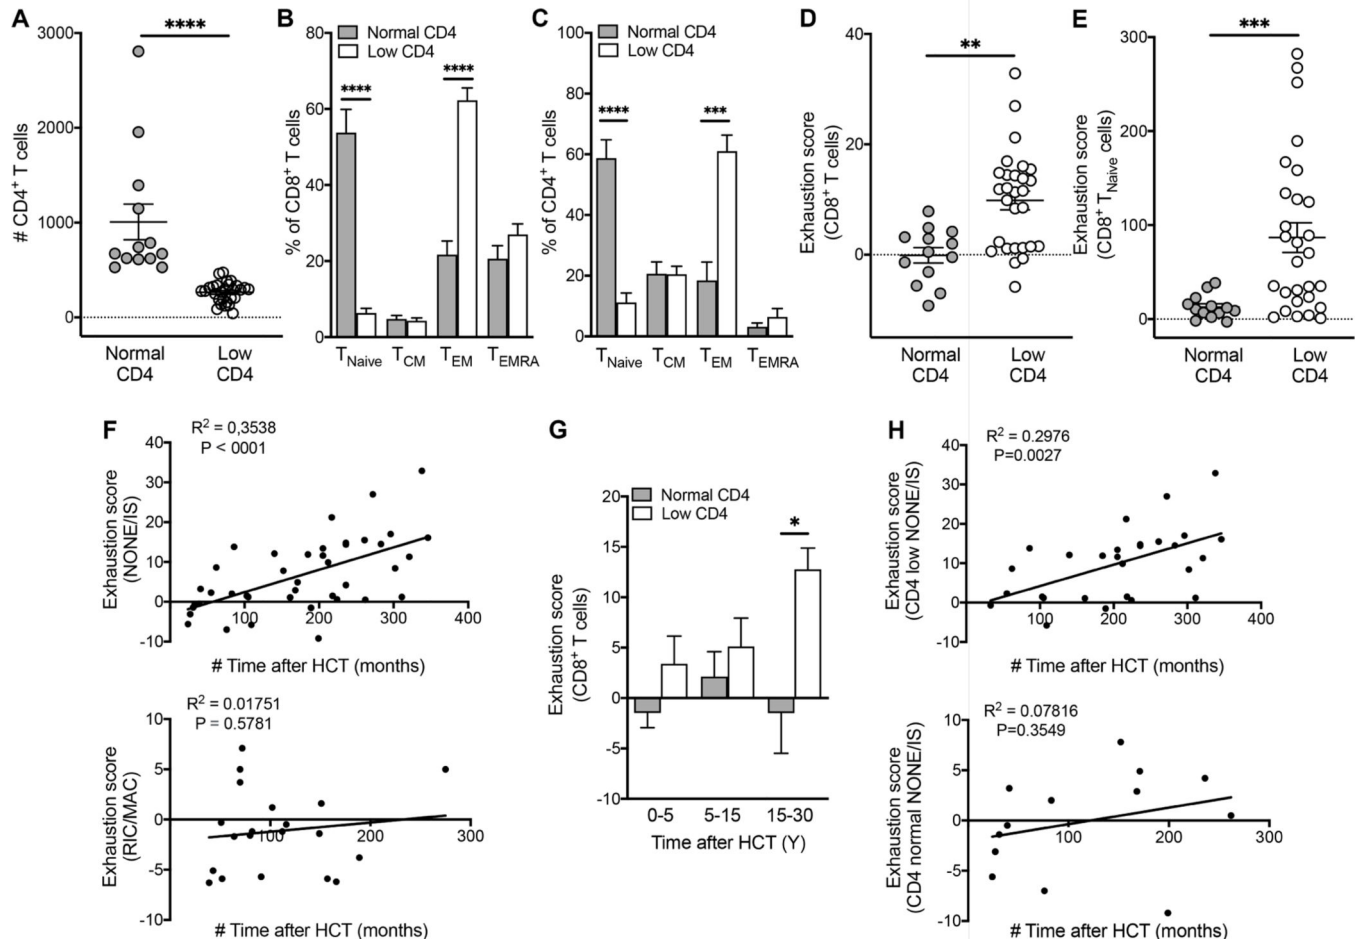 A
3000
2000
1000
0
# CD4+ T cells
****
Normal CD4
Low CD4
B
80
60
40
20
0
% of CD8+ T cells
Normal CD4
Low CD4
****
****
TNaive
TCM
TEM
TEMRA
C
100
80
60
40
20
0
% of CD4+ T cells
Normal CD4
Low CD4
****
***
TNaive
TCM
TEM
TEMRA
D
40
20
0
Exhaustion score
(CD8+ T cells)
**
Normal CD4
Low CD4
E
300
200
100
0
Exhaustion score
(CD8+ TNaive cells)
***
Normal CD4
Low CD4
F
R2 = 0,3538
P < 0001
40
30
20
10
0
-10
Exhaustion score
(NONE/IS)
100
200
300
400
# Time after HCT (months)
R2 = 0.01751
P = 0.5781
10
5
0
-5
-10
Exhaustion score
(RIC/MAC)
100
200
300
# Time after HCT (months)
G
Normal CD4
Low CD4
20
15
10
5
0
-5
-10
Exhaustion score
(CD8+ T cells)
*
0-5
5-15
15-30
Time after HCT (Y)
H
R2 = 0.2976
P=0.0027
40
30
20
10
0
-10
Exhaustion score
(CD4 low NONE/IS)
100
200
300
400
# Time after HCT (months)
R2 = 0.07816
P=0.3549
10
5
0
-5
-10
Exhaustion score
(CD4 normal NONE/IS)
100
200
300
# Time after HCT (months)